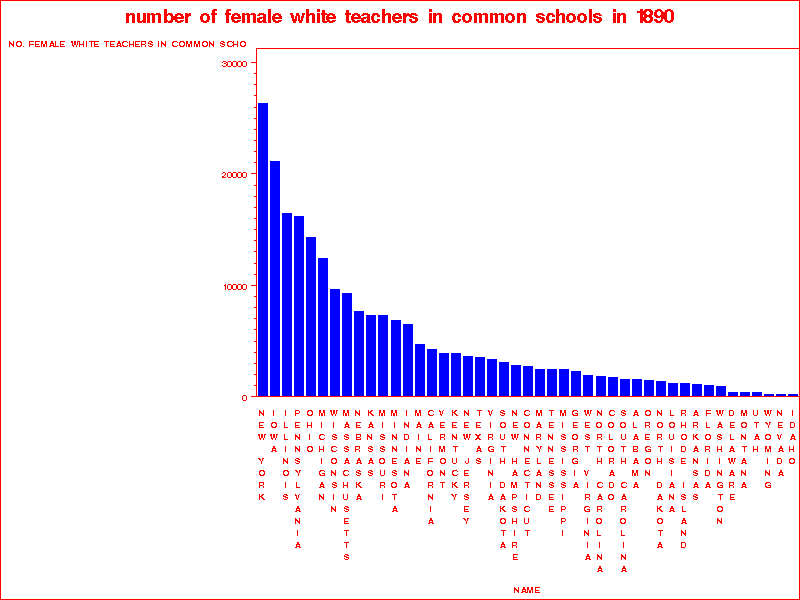 number of female white teachers in common schools in 1890
NO. FEMALE WHITE TEACHERS IN COMMON SCHO
30000
20000
10000
0
NEW YORK
IOWA
ILLINOIS
PENNSYLVANIA
OHIO
MICHIGAN
WISCONSIN
MASSACHUSETTS
NEBRASKA
KANSAS
MISSOURI
MINNESOTA
INDIANA
MAINE
CALIFORNIA
VERMONT
KENTUCKY
NEW JERSEY
TEXAS
VIRGINIA
SOUTH DAKOTA
NEW HAMPSHIRE
CONNECTICUT
MARYLAND
TENNESSEE
MISSISSIPPI
GEORGIA
WEST VIRGINIA
NORTH CAROLINA
COLORADO
SOUTH CAROLINA
ALABAMA
OREGON
NORTH DAKOTA
LOUISIANA
RHODE ISLAND
ARKANSAS
FLORIDA
WASHINGTON
DELAWARE
MONTANA
UTAH
WYOMING
NEVADA
IDAHO
NAME